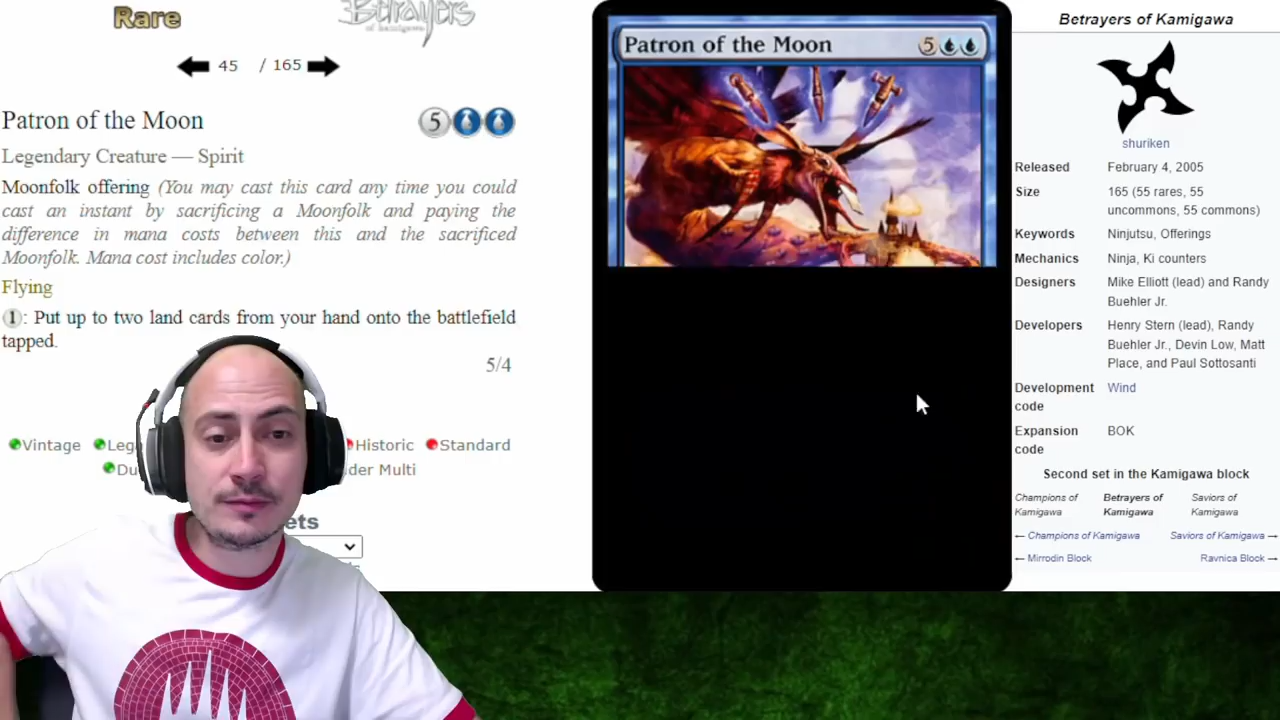 Rare
Betrayers
of kamigawa
45 / 165
Patron of the Moon
5
Legendary Creature — Spirit
Moonfolk offering (You may cast this card any time you could
cast an instant by sacrificing a Moonfolk and paying the
difference in mana costs between this and the sacrificed
Moonfolk. Mana cost includes color.)
Flying
1: Put up to two land cards from your hand onto the battlefield
tapped.
5/4
Vintage Lega Historic Standard
Du der Multi
ets
Patron of the Moon 5
Betrayers of Kamigawa
shuriken
Released February 4, 2005
Size 165 (55 rares, 55
uncommons, 55 commons)
Keywords Ninjutsu, Offerings
Mechanics Ninja, Ki counters
Designers Mike Elliott (lead) and Randy
Buehler Jr.
Developers Henry Stern (lead), Randy
Buehler Jr., Devin Low, Matt
Place, and Paul Sottosanti
Development Wind
code
Expansion BOK
code
Second set in the Kamigawa block
Champions of Betrayers of Saviors of
Kamigawa Kamigawa Kamigawa
← Champions of Kamigawa Saviors of Kamigawa →
← Mirrodin Block Ravnica Block →